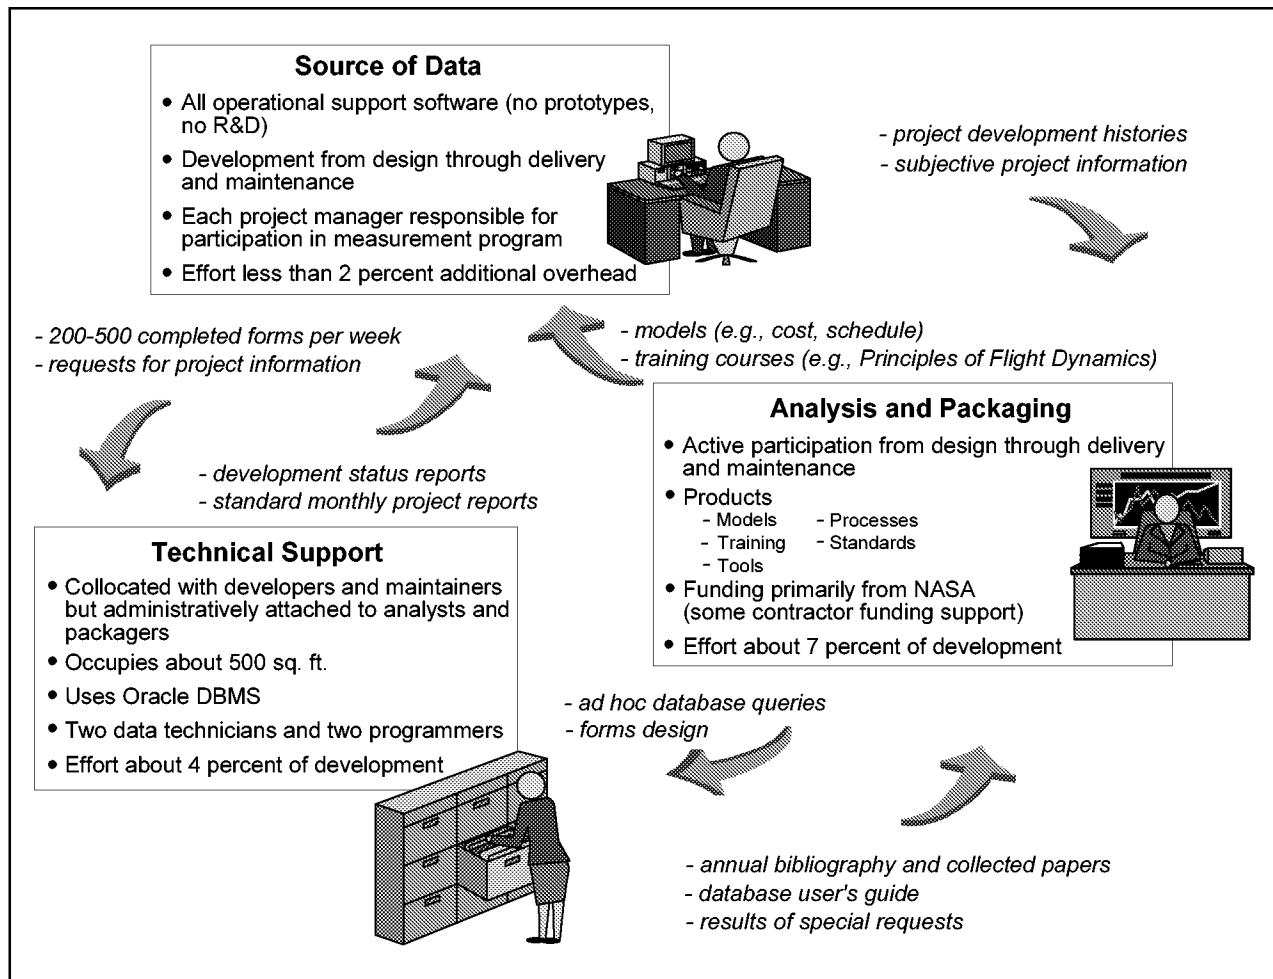 Source of Data
• All operational support software (no prototypes,
no R&D)
• Development from design through delivery
and maintenance
• Each project manager responsible for
participation in measurement program
• Effort less than 2 percent additional overhead
- project development histories
- subjective project information
- 200-500 completed forms per week
- requests for project information
- models (e.g., cost, schedule)
- training courses (e.g., Principles of Flight Dynamics)
- development status reports
- standard monthly project reports
Analysis and Packaging
• Active participation from design through delivery
and maintenance
• Products
– Models – Processes
– Training – Standards
– Tools
• Funding primarily from NASA
(some contractor funding support)
• Effort about 7 percent of development
Technical Support
• Collocated with developers and maintainers
but administratively attached to analysts and
packagers
• Occupies about 500 sq. ft.
• Uses Oracle DBMS
• Two data technicians and two programmers
• Effort about 4 percent of development
- ad hoc database queries
- forms design
- annual bibliography and collected papers
- database user's guide
- results of special requests